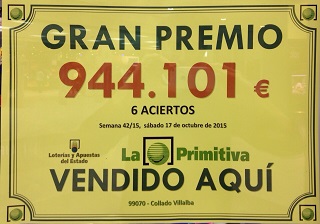 GRAN PREMIO
944.101 €
6 ACIERTOS
Semana 42/15, sábado 17 de octubre de 2015
Loterías y Apuestas
del Estado
La Primitiva
VENDIDO AQUÍ
99070 - Collado Villalba